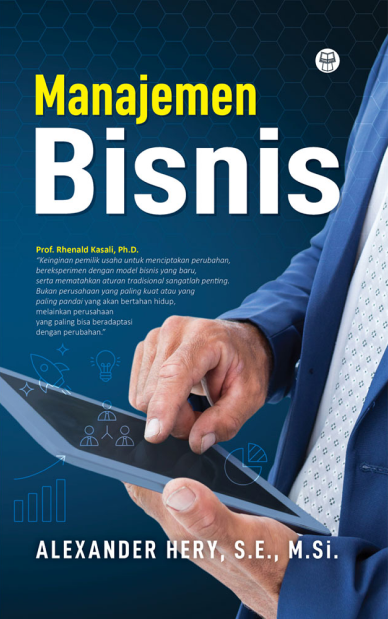 Manajemen
Bisnis
Prof. Rhenald Kasali, Ph.D.
“Keinginan pemilik usaha untuk menciptakan perubahan,
bereksperimen dengan model bisnis yang baru,
serta mematahkan aturan tradisional sangatlah penting.
Bukan perusahaan yang paling kuat atau yang
paling pandai yang akan bertahan hidup,
melainkan perusahaan
yang paling bisa beradaptasi
dengan perubahan.”
ALEXANDER HERY, S.E., M.Si.